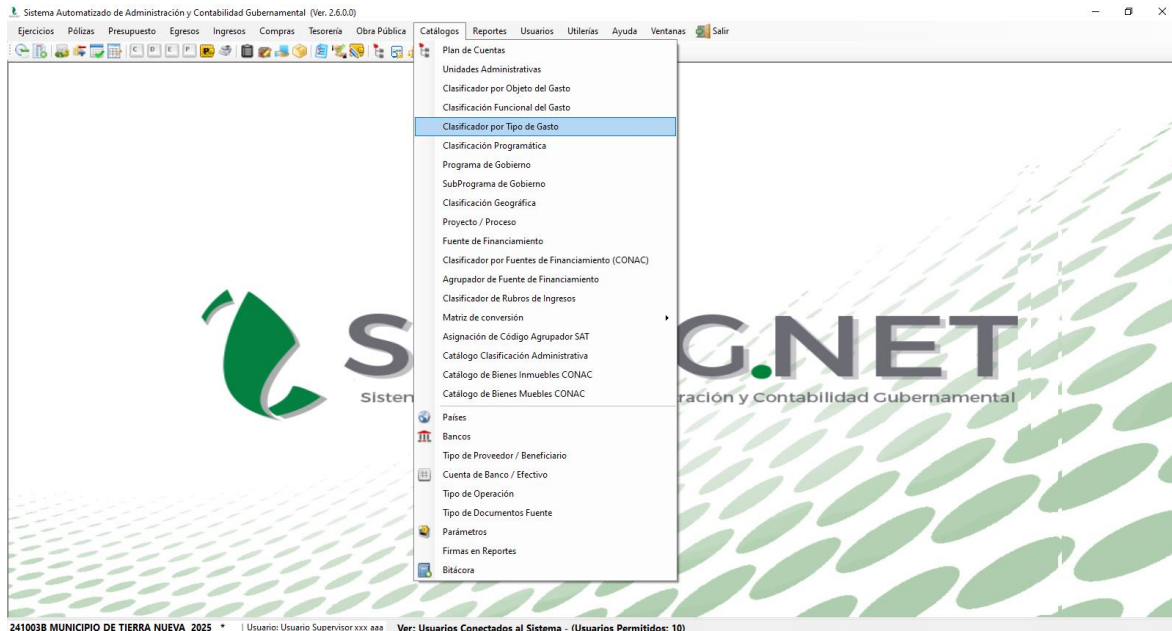 Sistema Automatizado de Administración y Contabilidad Gubernamental (Ver. 2.6.0.0)
Ejercicios Pólizas Presupuesto Egresos Ingresos Compras Tesorería Obra Pública Catálogos Reportes Usuarios Utilerías Ayuda Ventanas Salir
C D E P P
Plan de Cuentas
Unidades Administrativas
Clasificador por Objeto del Gasto
Clasificación Funcional del Gasto
Clasificador por Tipo de Gasto
Clasificación Programática
Programa de Gobierno
SubPrograma de Gobierno
Clasificación Geográfica
Proyecto / Proceso
Fuente de Financiamiento
Clasificador por Fuentes de Financiamiento (CONAC)
Agrupador de Fuente de Financiamiento
Clasificador de Rubros de Ingresos
Matriz de conversión
Asignación de Código Agrupador SAT
Catálogo Clasificación Administrativa
Catálogo de Bienes Inmuebles CONAC
Catálogo de Bienes Muebles CONAC
Países
Bancos
Tipo de Proveedor / Beneficiario
Cuenta de Banco / Efectivo
Tipo de Operación
Tipo de Documentos Fuente
Parámetros
Firmas en Reportes
Bitácora
S G.NET
Sisten ración y Contabilidad Gubernamental
241003B MUNICIPIO DE TIERRA NUEVA 2025 * | Usuario: Usuario Supervisor xxx aaa Ver: Usuarios Conectados al Sistema - (Usuarios Permitidos: 10)